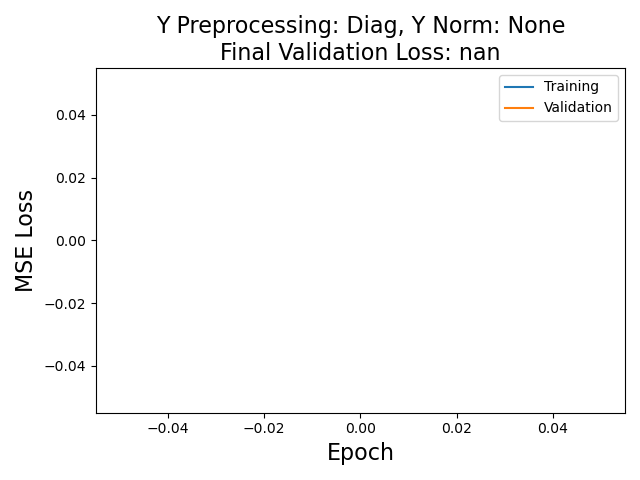 Y Preprocessing: Diag, Y Norm: None
Final Validation Loss: nan
Training
Validation
MSE Loss
0.04
0.02
0.00
−0.02
−0.04
−0.04
−0.02
0.00
0.02
0.04
Epoch